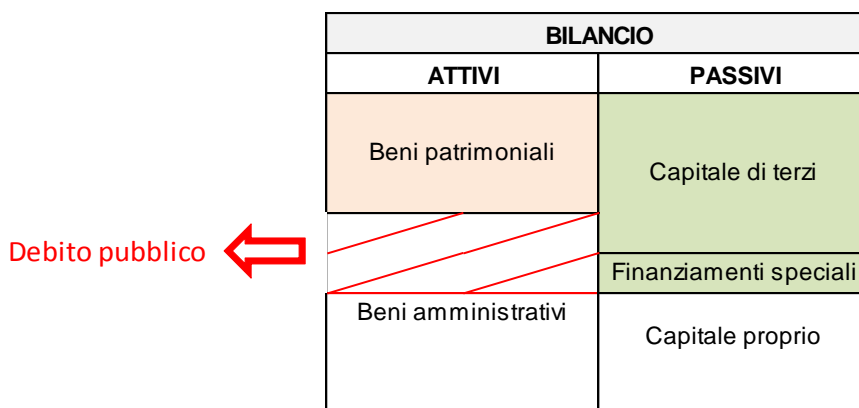 BILANCIO
ATTIVI
PASSIVI
Beni patrimoniali
Capitale di terzi
Debito pubblico
Finanziamenti speciali
Beni amministrativi
Capitale proprio